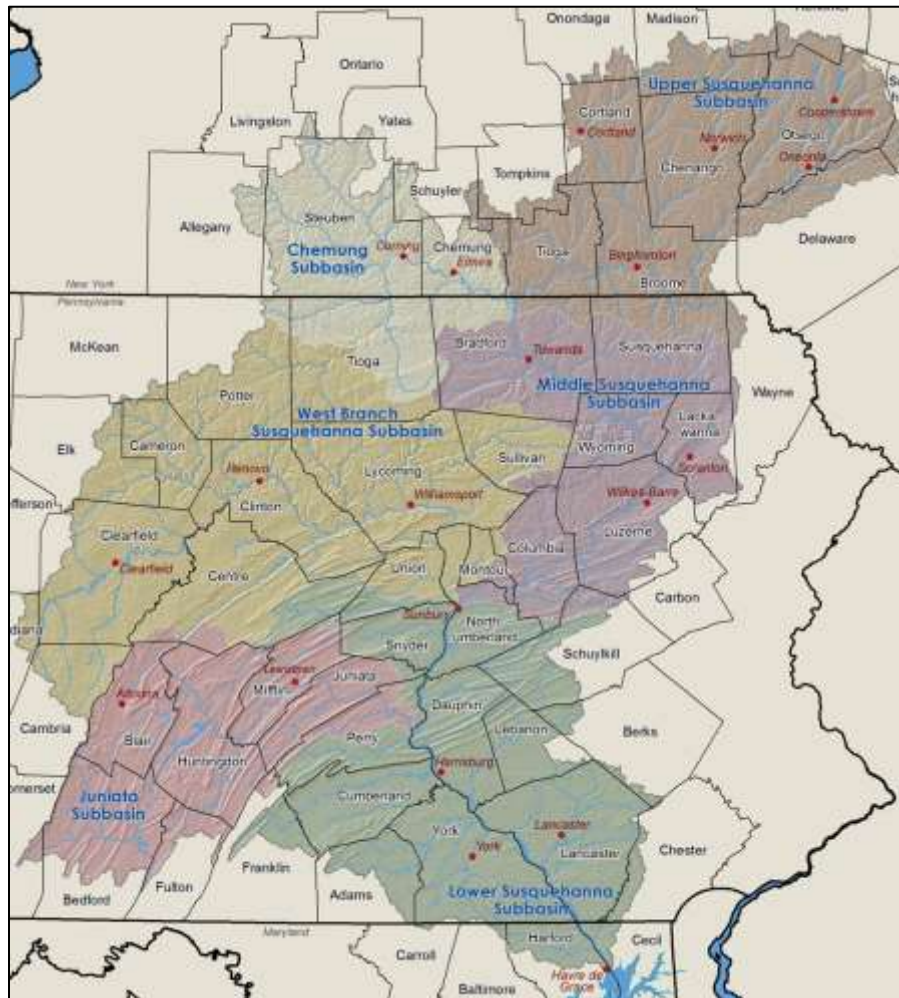 Onondaga
Madison
Ontario
Upper Susquehanna
Subbasin
Cortland
Cortland
Cooperstown
Livingston
Yates
Norwich
Otsego
Chenango
Oneonta
Tompkins
Schuyler
Steuben
Allegany
Delaware
Chemung
Subbasin
Corning
Chemung
Elmira
Tioga
Binghamton
Broome
New York
Pennsylvania
McKean
Bradford
Susquehanna
Tioga
Towanda
Middle Susquehanna
Subbasin
Wayne
Potter
West Branch
Susquehanna Subbasin
Lacka
wanna
Elk
Cameron
Wyoming
Sullivan
Scranton
Renovo
Lycoming
Wilkes-Barre
Williamsport
Clinton
efferson
Luzerne
Clearfield
Columbia
Clearfield
Centre
Union
Montour
Carbon
Sunbury
North
umberland
ndiana
Snyder
Schuylkill
Lewistown
Juniata
Mifflin
Altoona
Dauphin
Cambria
Lebanon
Berks
Blair
Perry
Huntingdon
Harrisburg
omerset
Juniata
Subbasin
Cumberland
York
Lancaster
York
Lancaster
Chester
Franklin
Bedford
Fulton
Adams
Lower Susquehanna
Subbasin
Maryland
Harford
Cecil
Carroll
Havre de
Grace
Baltimore